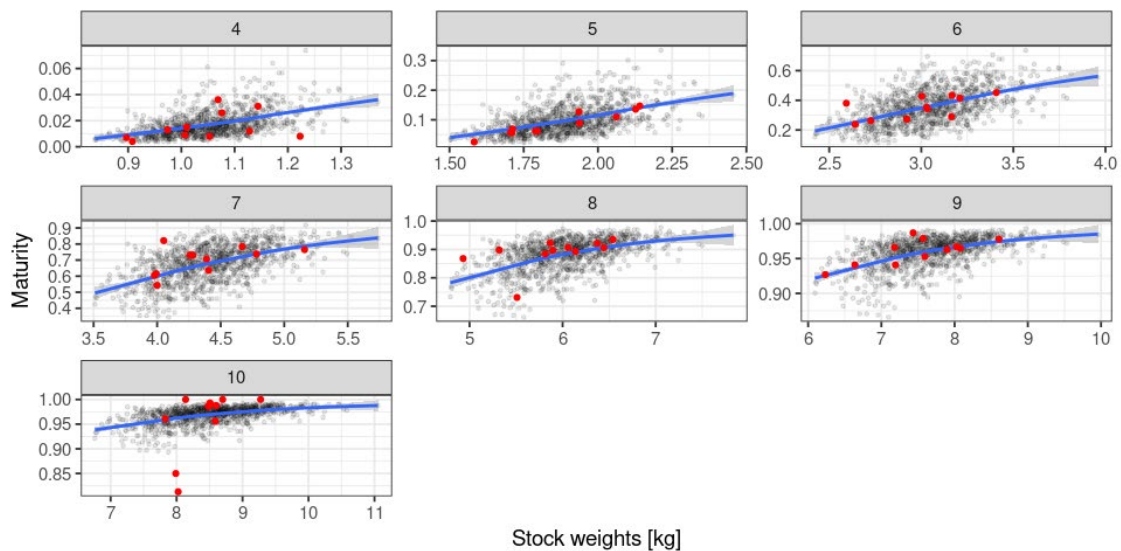 4 5 6
0.06 0.04 0.02 0.00
0.9 1.0 1.1 1.2 1.3
0.3 0.2 0.1
1.50 1.75 2.00 2.25 2.50
0.6 0.4 0.2
2.5 3.0 3.5 4.0
7 8 9
Maturity
0.9 0.8 0.7 0.6 0.5 0.4
3.5 4.0 4.5 5.0 5.5
1.0 0.9 0.8 0.7
5 6 7
1.00 0.95 0.90
6 7 8 9 10
10
1.00 0.95 0.90 0.85
7 8 9 10 11
Stock weights [kg]